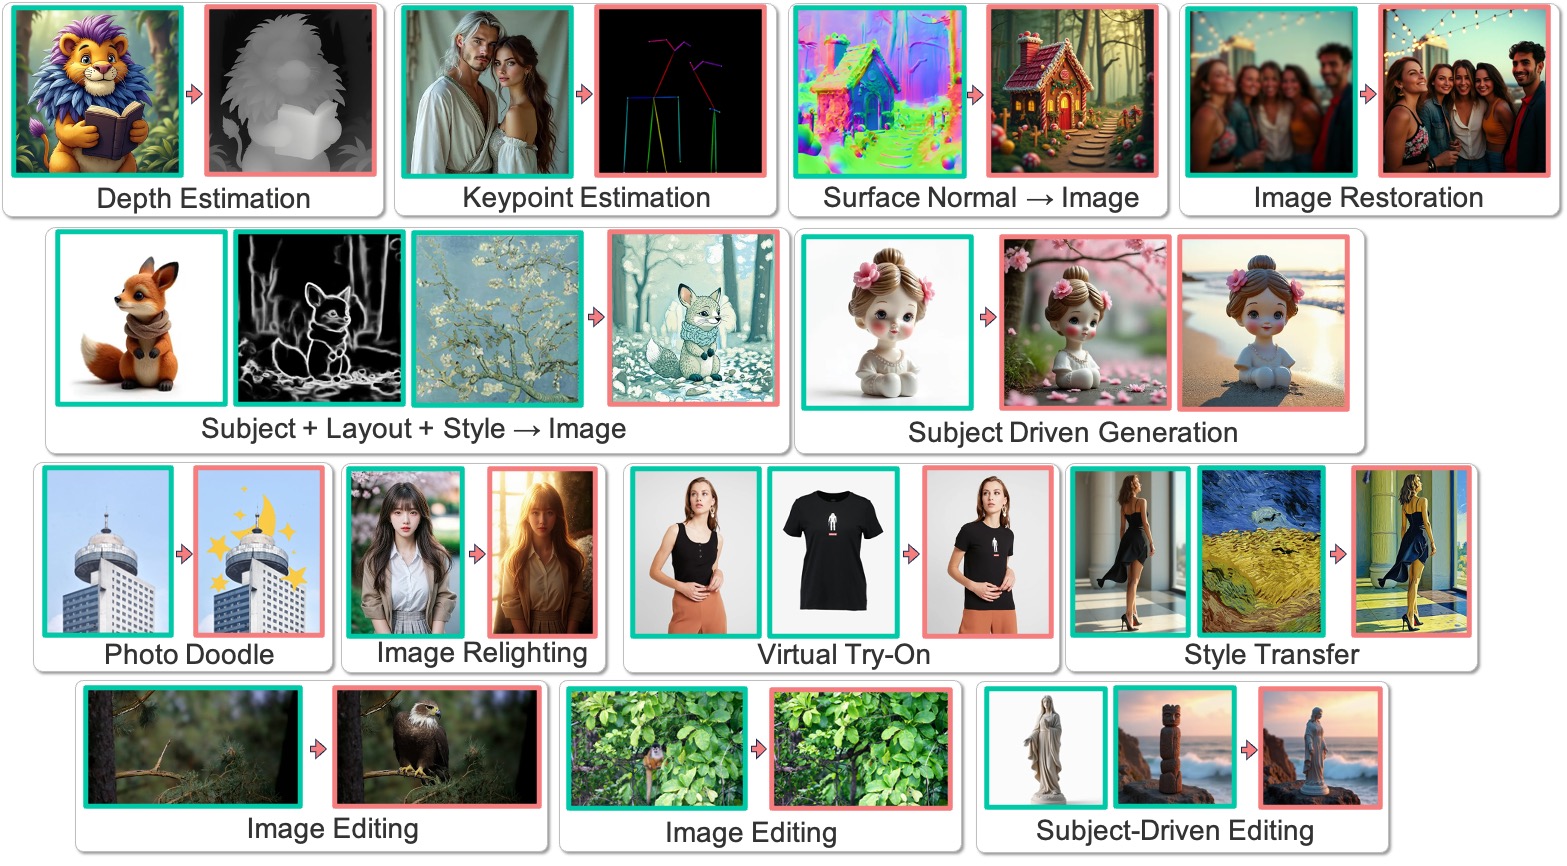 Depth Estimation
Keypoint Estimation
Surface Normal → Image
Image Restoration
Subject + Layout + Style → Image
Subject Driven Generation
Photo Doodle
Image Relighting
Virtual Try-On
Style Transfer
Image Editing
Image Editing
Subject-Driven Editing